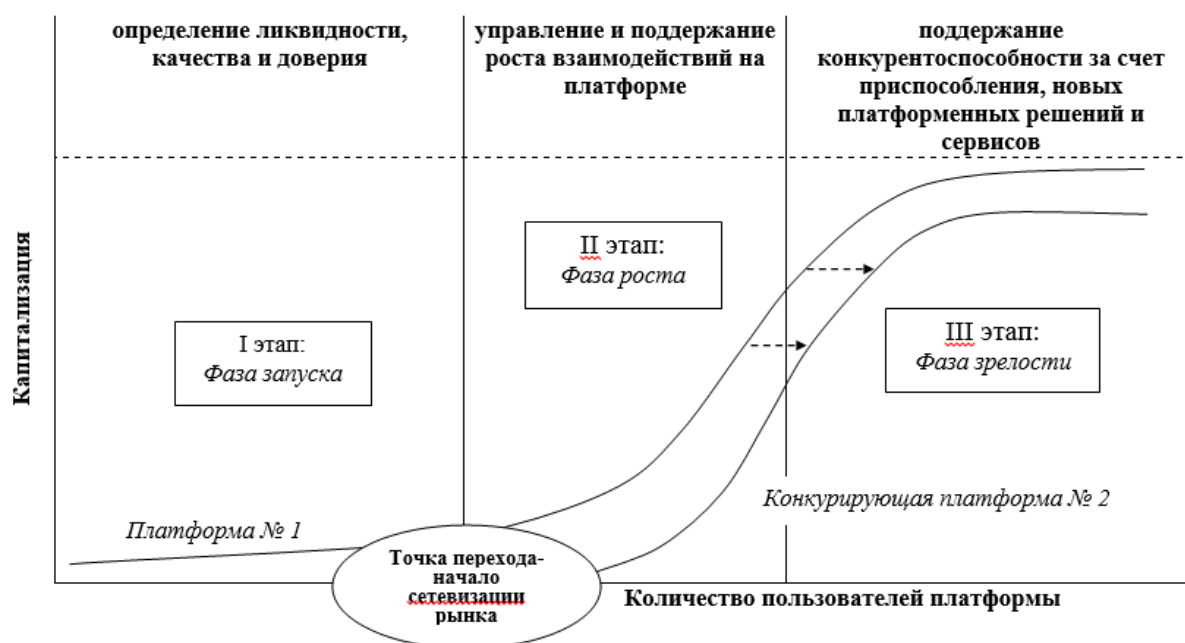 определение ликвидности,
качества и доверия
управление и поддержание
роста взаимодействий на
платформе
поддержание
конкурентоспособности за счет
приспособления, новых
платформенных решений и
сервисов
Капитализация
I этап:
Фаза запуска
II этап:
Фаза роста
III этап:
Фаза зрелости
Платформа № 1
Конкурирующая платформа № 2
Точка перехода-
начало
сетевизации
рынка
Количество пользователей платформы